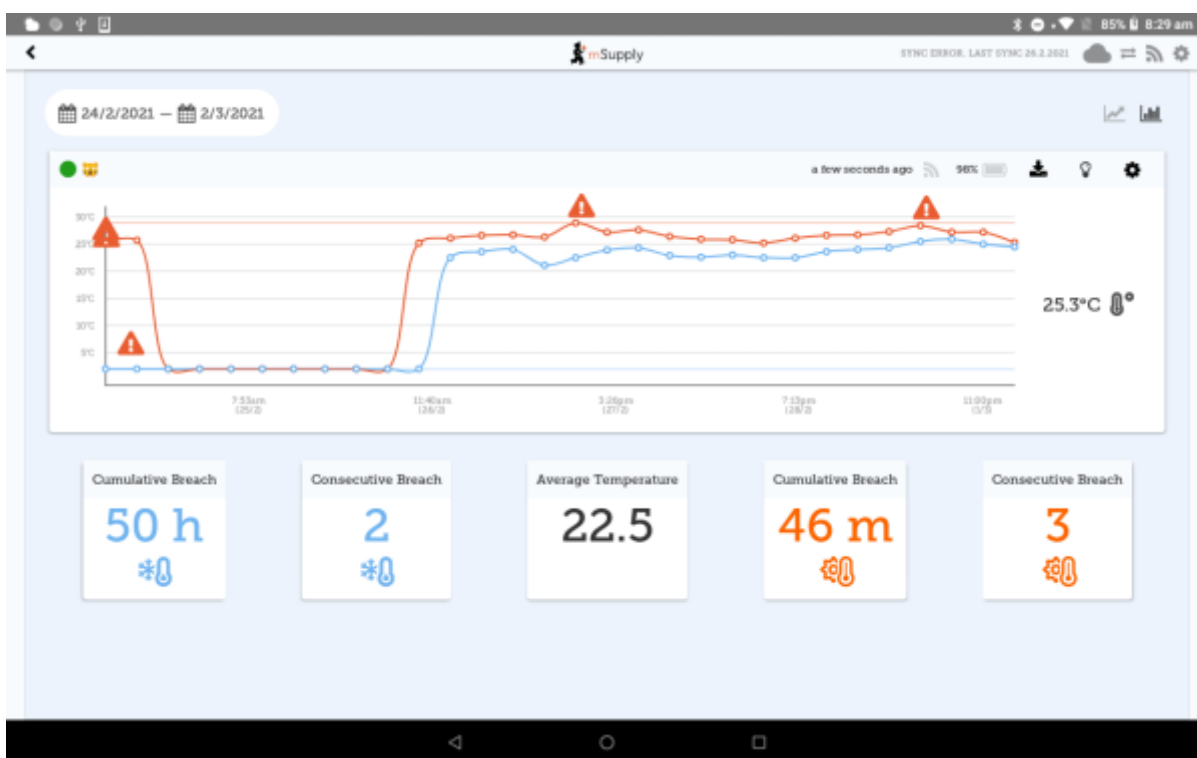 85% 8:29 am
mSupply
SYNC ERROR. LAST SYNC 26.2.2021
24/2/2021 — 2/3/2021
a few seconds ago 98%
30°C
25°C
20°C
15°C
10°C
5°C
25.3°C
7:53am 11:40am 3:26pm 7:13pm 11:00pm
(25/2) (26/2) (27/2) (28/2) (1/3)
Cumulative Breach Consecutive Breach Average Temperature Cumulative Breach Consecutive Breach
50 h 2 22.5 46 m 3